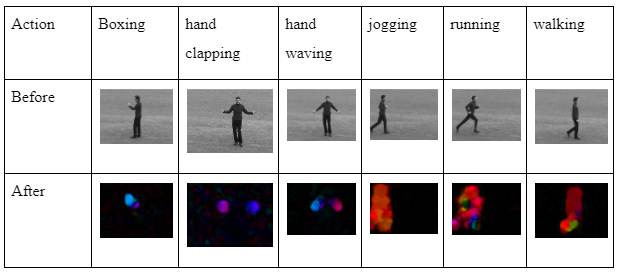 Action Boxing hand clapping hand waving jogging running walking
Before
After